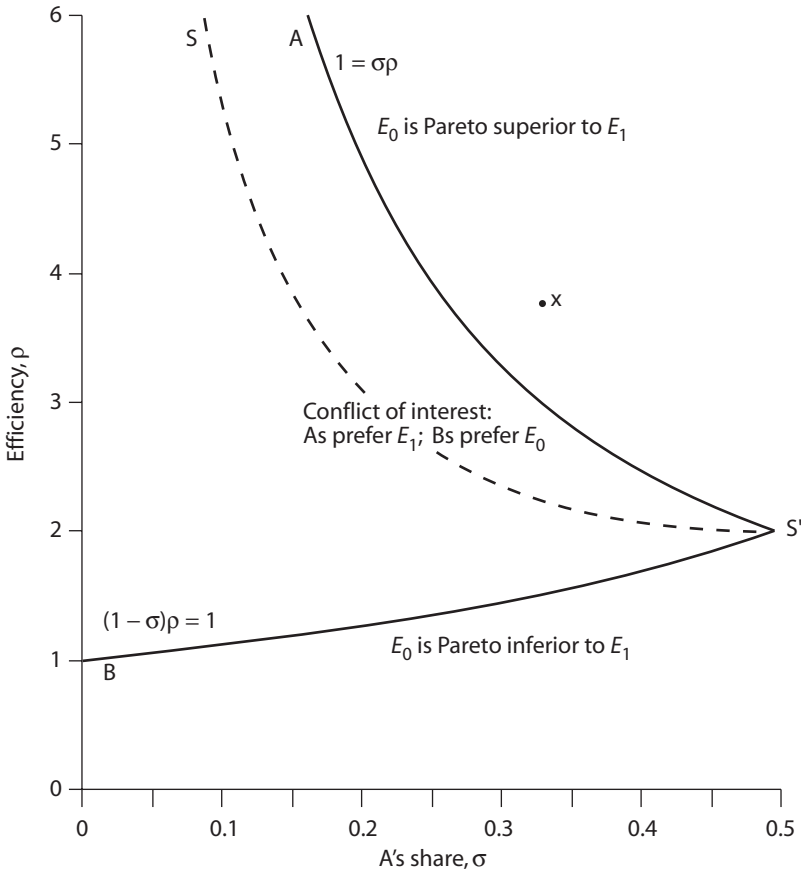 6
S
A
1 = σρ
E0 is Pareto superior to E1
5
4
x
Efficiency, ρ
3
Conflict of interest:
As prefer E1; Bs prefer E0
2
S'
(1 – σ)ρ = 1
E0 is Pareto inferior to E1
1
B
0
0
0.1
0.2
0.3
0.4
0.5
A's share, σ